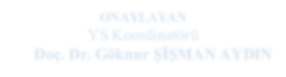 ONAYLAYAN
YS Koordinatörü
Doç. Dr. Göknur ŞİŞMAN AYDIN